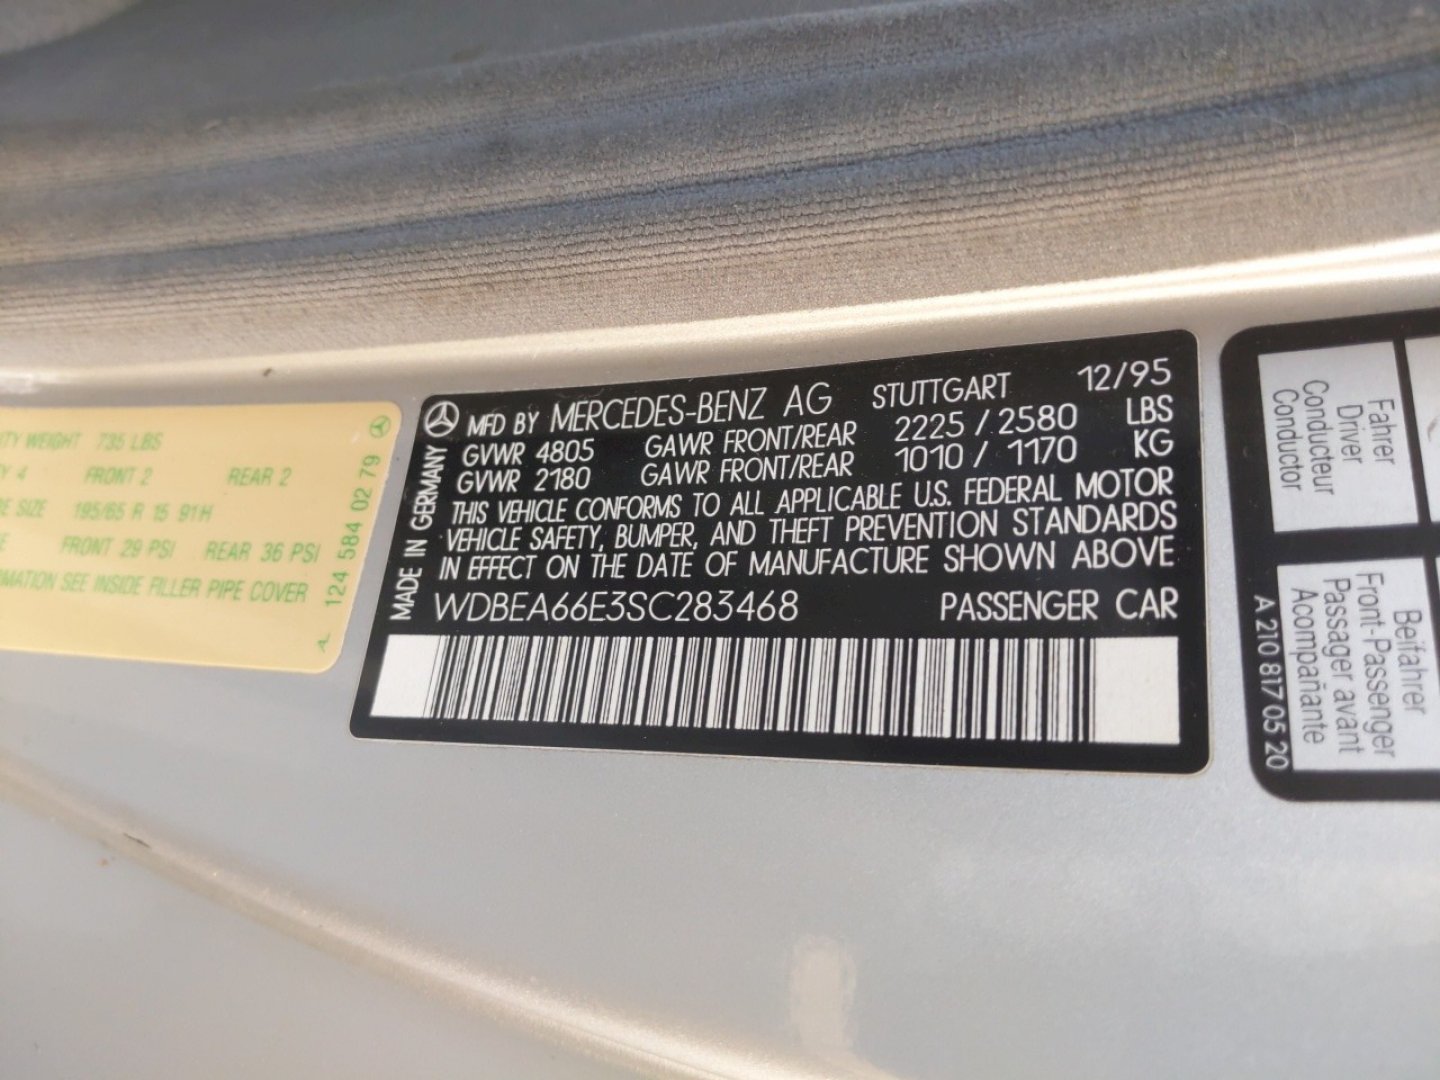 WEIGHT 735 LBS
4 FRONT 2 REAR 2
SIZE 195/65 R 15 91H
FRONT 29 PSI REAR 36 PSI
SEE INSIDE FILLER PIPE COVER
124 584 02 79
MADE IN GERMANY
MFD BY MERCEDES-BENZ AG STUTTGART 12/95
GVWR 4805 GAWR FRONT/REAR 2225 / 2580 LBS
GVWR 2180 GAWR FRONT/REAR 1010 / 1170 KG
THIS VEHICLE CONFORMS TO ALL APPLICABLE U.S. FEDERAL MOTOR
VEHICLE SAFETY, BUMPER, AND THEFT PREVENTION STANDARDS
IN EFFECT ON THE DATE OF MANUFACTURE SHOWN ABOVE
WDBEA66E3SC283468 PASSENGER CAR
Fahrer
Driver
Conducteur
Conductor
Beifahrer
Front-Passenger
Passager avant
Acompañante
A 210 817 05 20